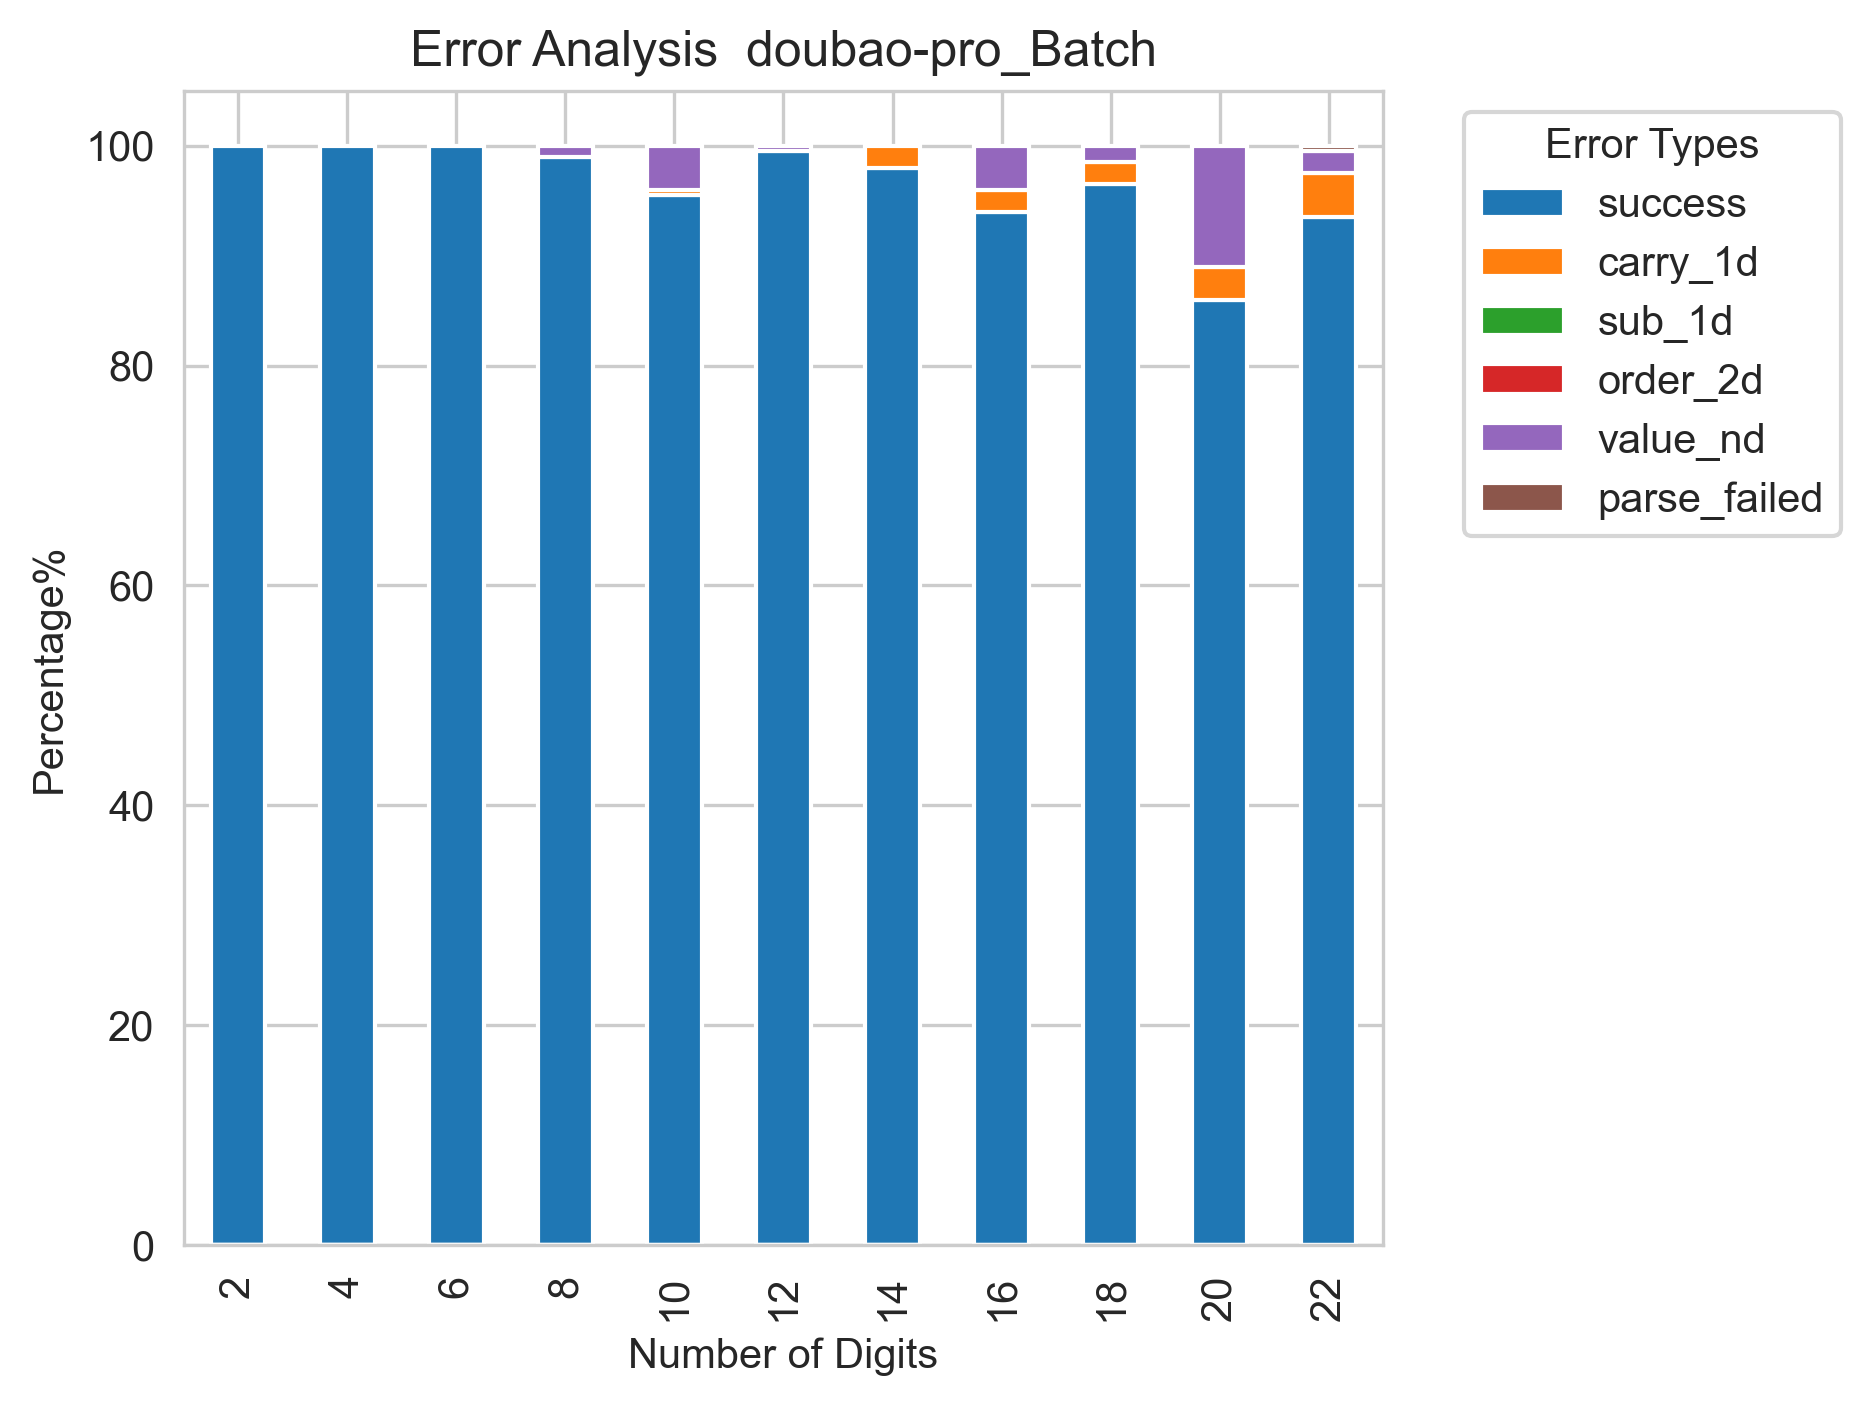 Error Analysis  doubao-pro_Batch
Percentage%
100
80
60
40
20
0
2
4
6
8
10
12
14
16
18
20
22
Number of Digits
Error Types
success
carry_1d
sub_1d
order_2d
value_nd
parse_failed